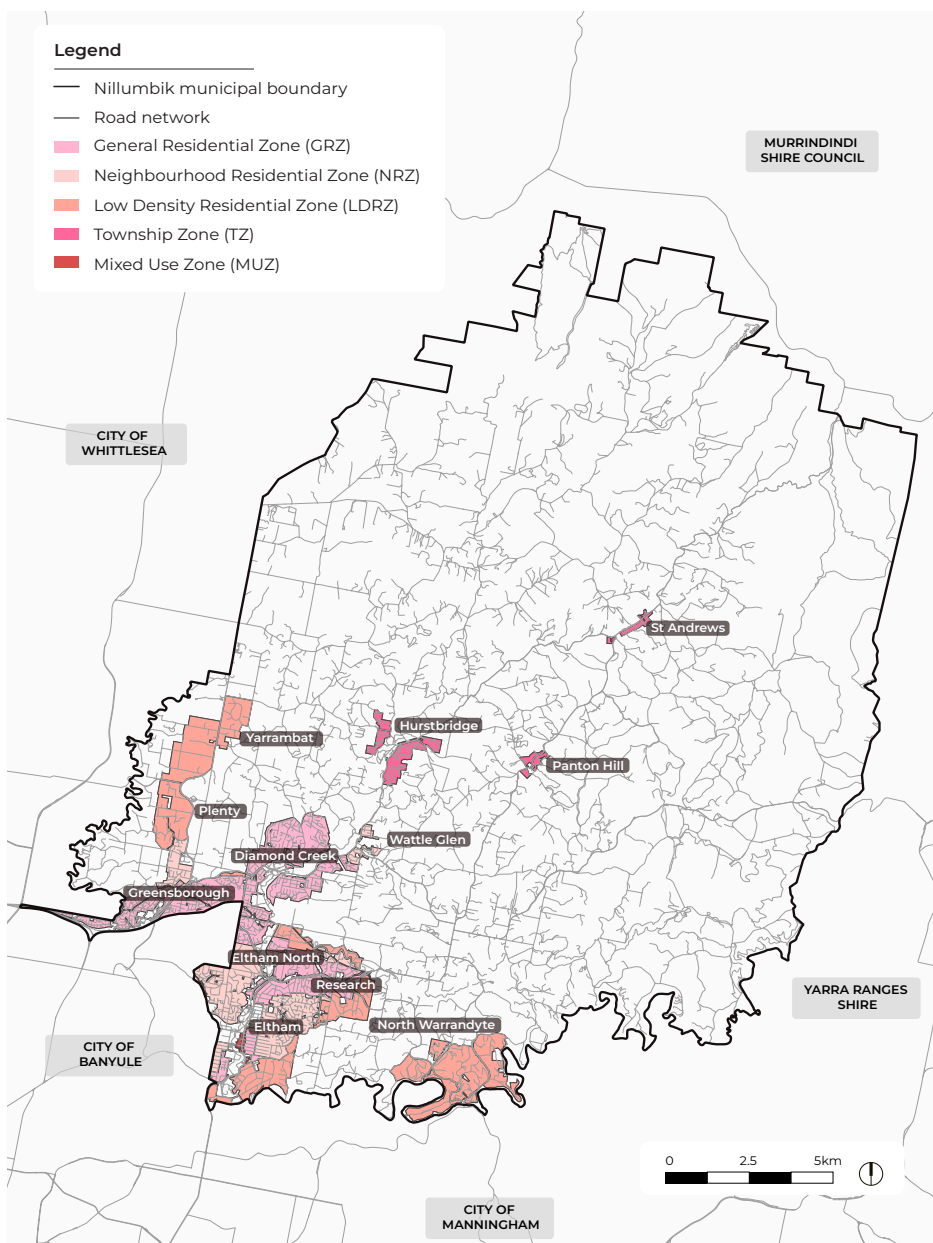 Legend
Nillumbik municipal boundary
Road network
General Residential Zone (GRZ)
Neighbourhood Residential Zone (NRZ)
Low Density Residential Zone (LDRZ)
Township Zone (TZ)
Mixed Use Zone (MUZ)
MURRINDINDI
SHIRE COUNCIL
CITY OF
WHITTLESEA
St Andrews
Hurstbridge
Yarrambat
Panton Hill
Plenty
Wattle Glen
Diamond Creek
Greensborough
Eltham North
Research
Eltham
North Warrandyte
YARRA RANGES
SHIRE
CITY OF
BANYULE
0 2.5 5km
CITY OF
MANNINGHAM